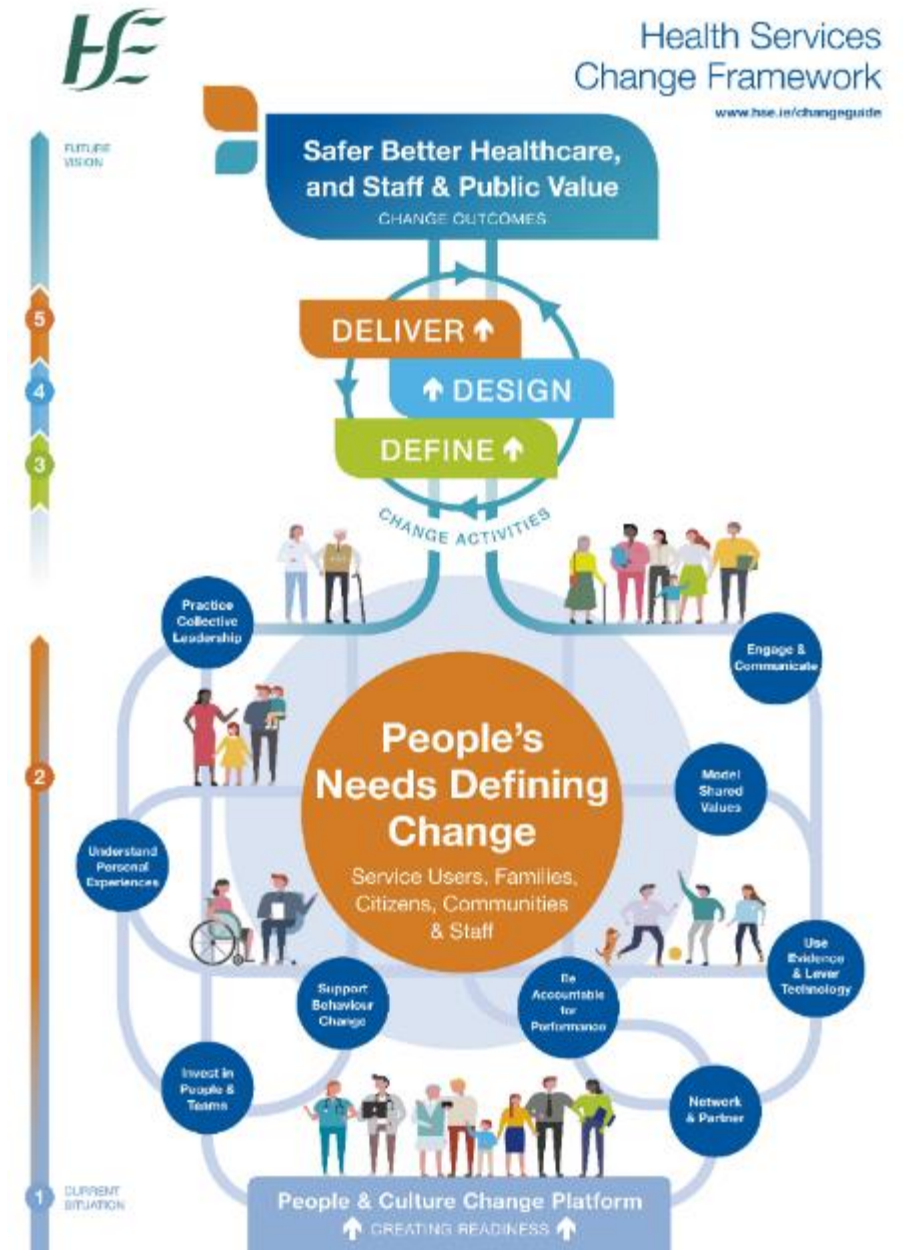 HSE
Health Services
Change Framework
www.hse.ie/changeguide
FUTURE
VISION
Safer Better Healthcare,
and Staff & Public Value
CHANGE OUTCOMES
5
DELIVER
4
DESIGN
DEFINE
3
CHANGE ACTIVITIES
Practice
Collective
Leadership
Engage &
Communicate
People's
Needs Defining
Change
Service Users, Families,
Citizens, Communities
& Staff
2
Model
Shared
Values
Understand
Personal
Experiences
Use
Evidence
& Lever
Technology
Support
Behaviour
Change
Be
Accountable
for
Performance
Invest in
People &
Teams
Network
& Partner
1
CURRENT
SITUATION
People & Culture Change Platform
CREATING READINESS